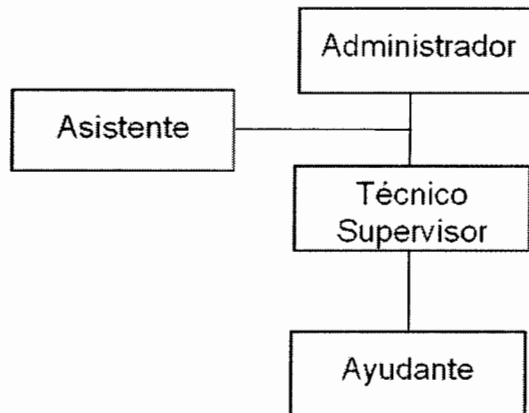 Administrador
Asistente
Técnico
Supervisor
Ayudante